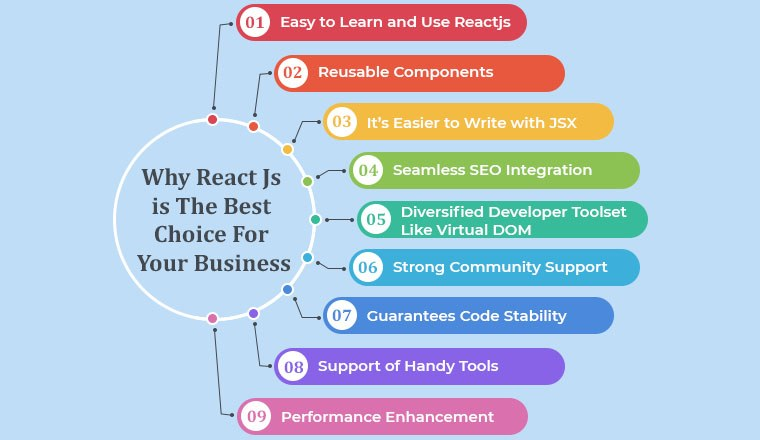 Why React Js
is The Best
Choice For
Your Business
01 Easy to Learn and Use Reactjs
02 Reusable Components
03 It's Easier to Write with JSX
04 Seamless SEO Integration
05 Diversified Developer Toolset
Like Virtual DOM
06 Strong Community Support
07 Guarantees Code Stability
08 Support of Handy Tools
09 Performance Enhancement